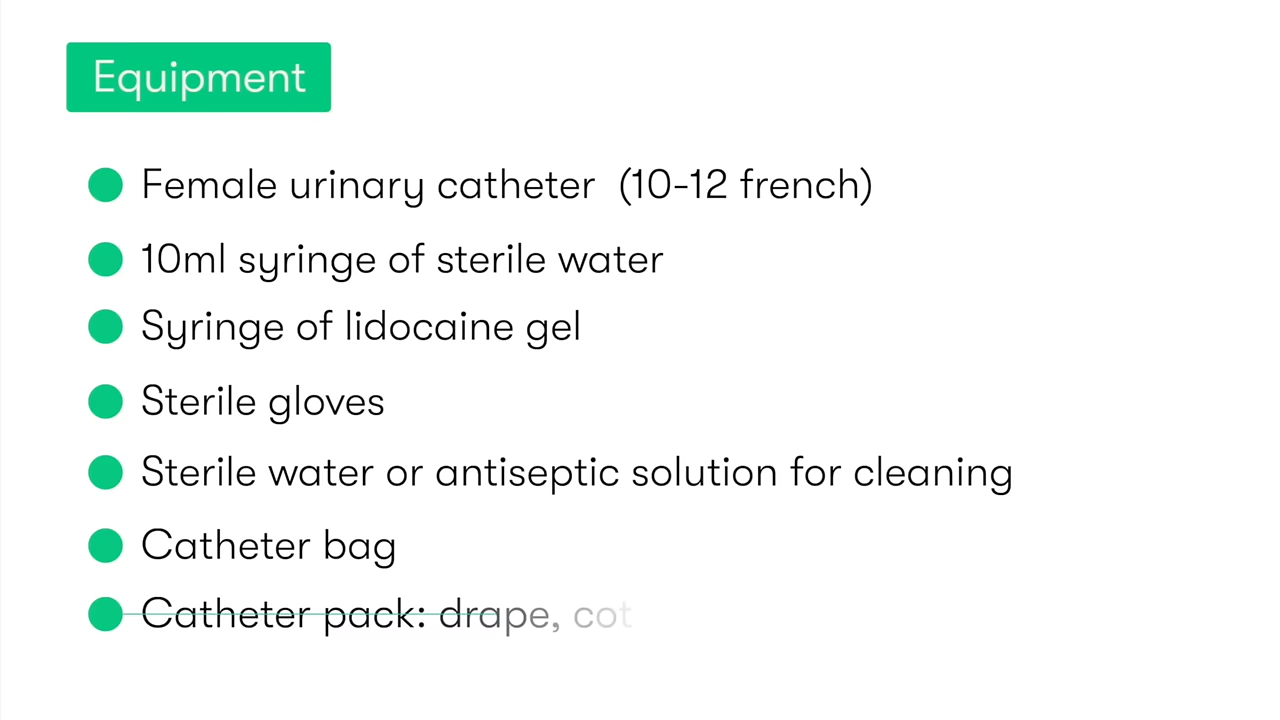 Equipment
Female urinary catheter (10-12 french)
10ml syringe of sterile water
Syringe of lidocaine gel
Sterile gloves
Sterile water or antiseptic solution for cleaning
Catheter bag
Catheter pack: drape, cot